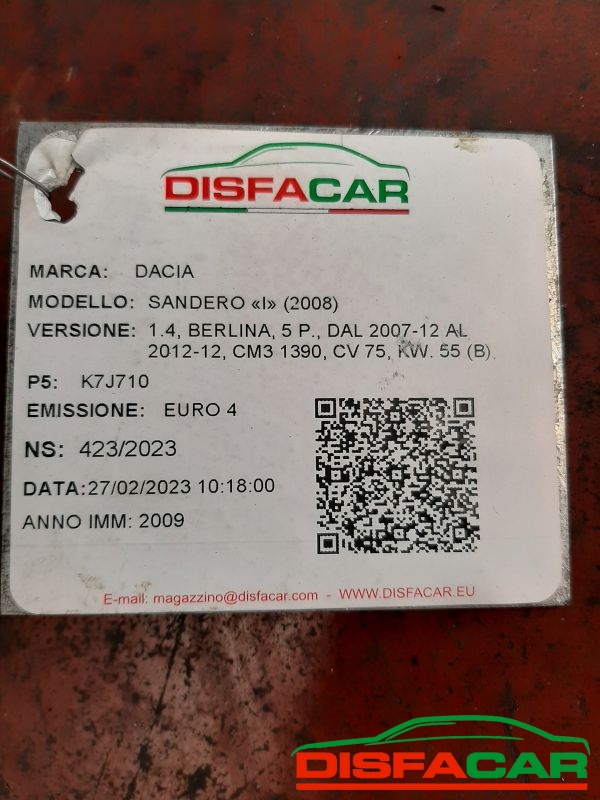 DISFACAR
MARCA: DACIA
MODELLO: SANDERO «I» (2008)
VERSIONE: 1.4, BERLINA, 5 P., DAL 2007-12 AL
2012-12, CM3 1390, CV 75, KW. 55 (B).
P5: K7J710
EMISSIONE: EURO 4
NS: 423/2023
DATA:27/02/2023 10:18:00
ANNO IMM: 2009
E-mail: magazzino@disfacar.com - WWW.DISFACAR.EU
DISFACAR